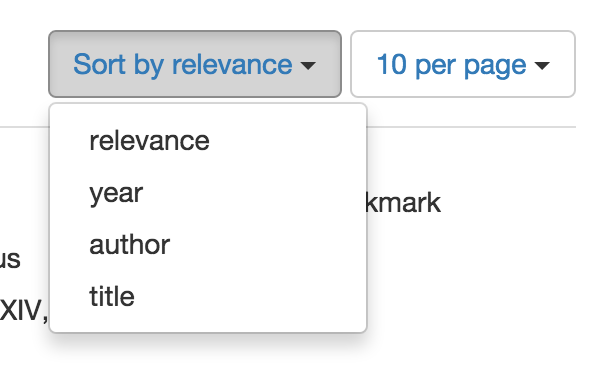 Sort by relevance
10 per page
relevance
year
kmark
author
us
title
XIV,